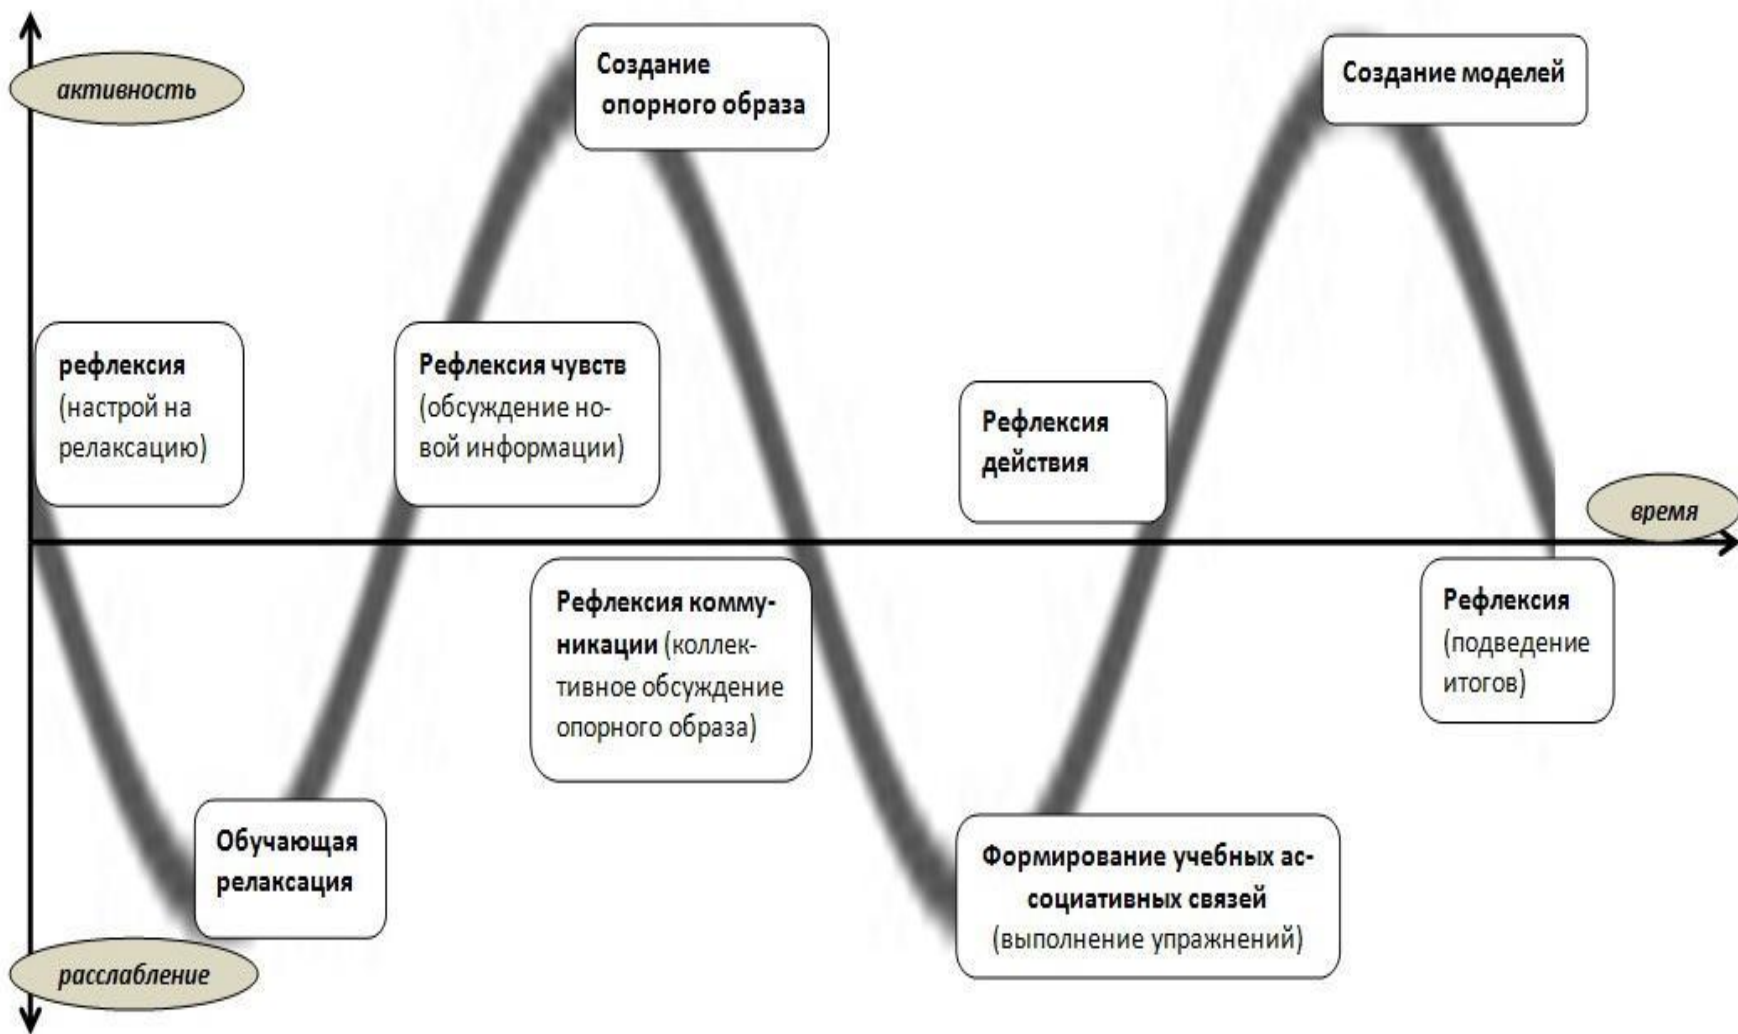 активность
Создание
опорного образа
Создание моделей
рефлексия
(настрой на
релаксацию)
Рефлексия чувств
(обсуждение но-
вой информации)
Рефлексия
действия
время
Рефлексия комму-
никации (коллек-
тивное обсуждение
опорного образа)
Рефлексия
(подведение
итогов)
Обучающая
релаксация
Формирование учебных ас-
социативных связей
(выполнение упражнений)
расслабление